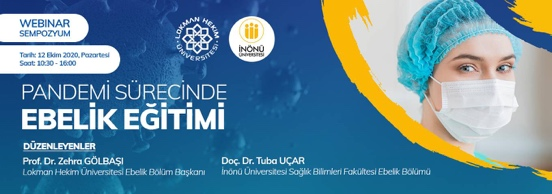 WEBINAR
SEMPOZYUM
Tarih: 12 Ekim 2020, Pazartesi
Saat: 10:30 - 16:00
LOKMAN HEKİM
ÜNİVERSİTESİ
İNÖNÜ
ÜNİVERSİTESİ
PANDEMİ SÜRECİNDE
EBELİK EĞİTİMİ
DÜZENLEYENLER
Prof. Dr. Zehra GÖLBAŞI
Lokman Hekim Üniversitesi Ebelik Bölüm Başkanı
Doç. Dr. Tuba UÇAR
İnönü Üniversitesi Sağlık Bilimleri Fakültesi Ebelik Bölümü